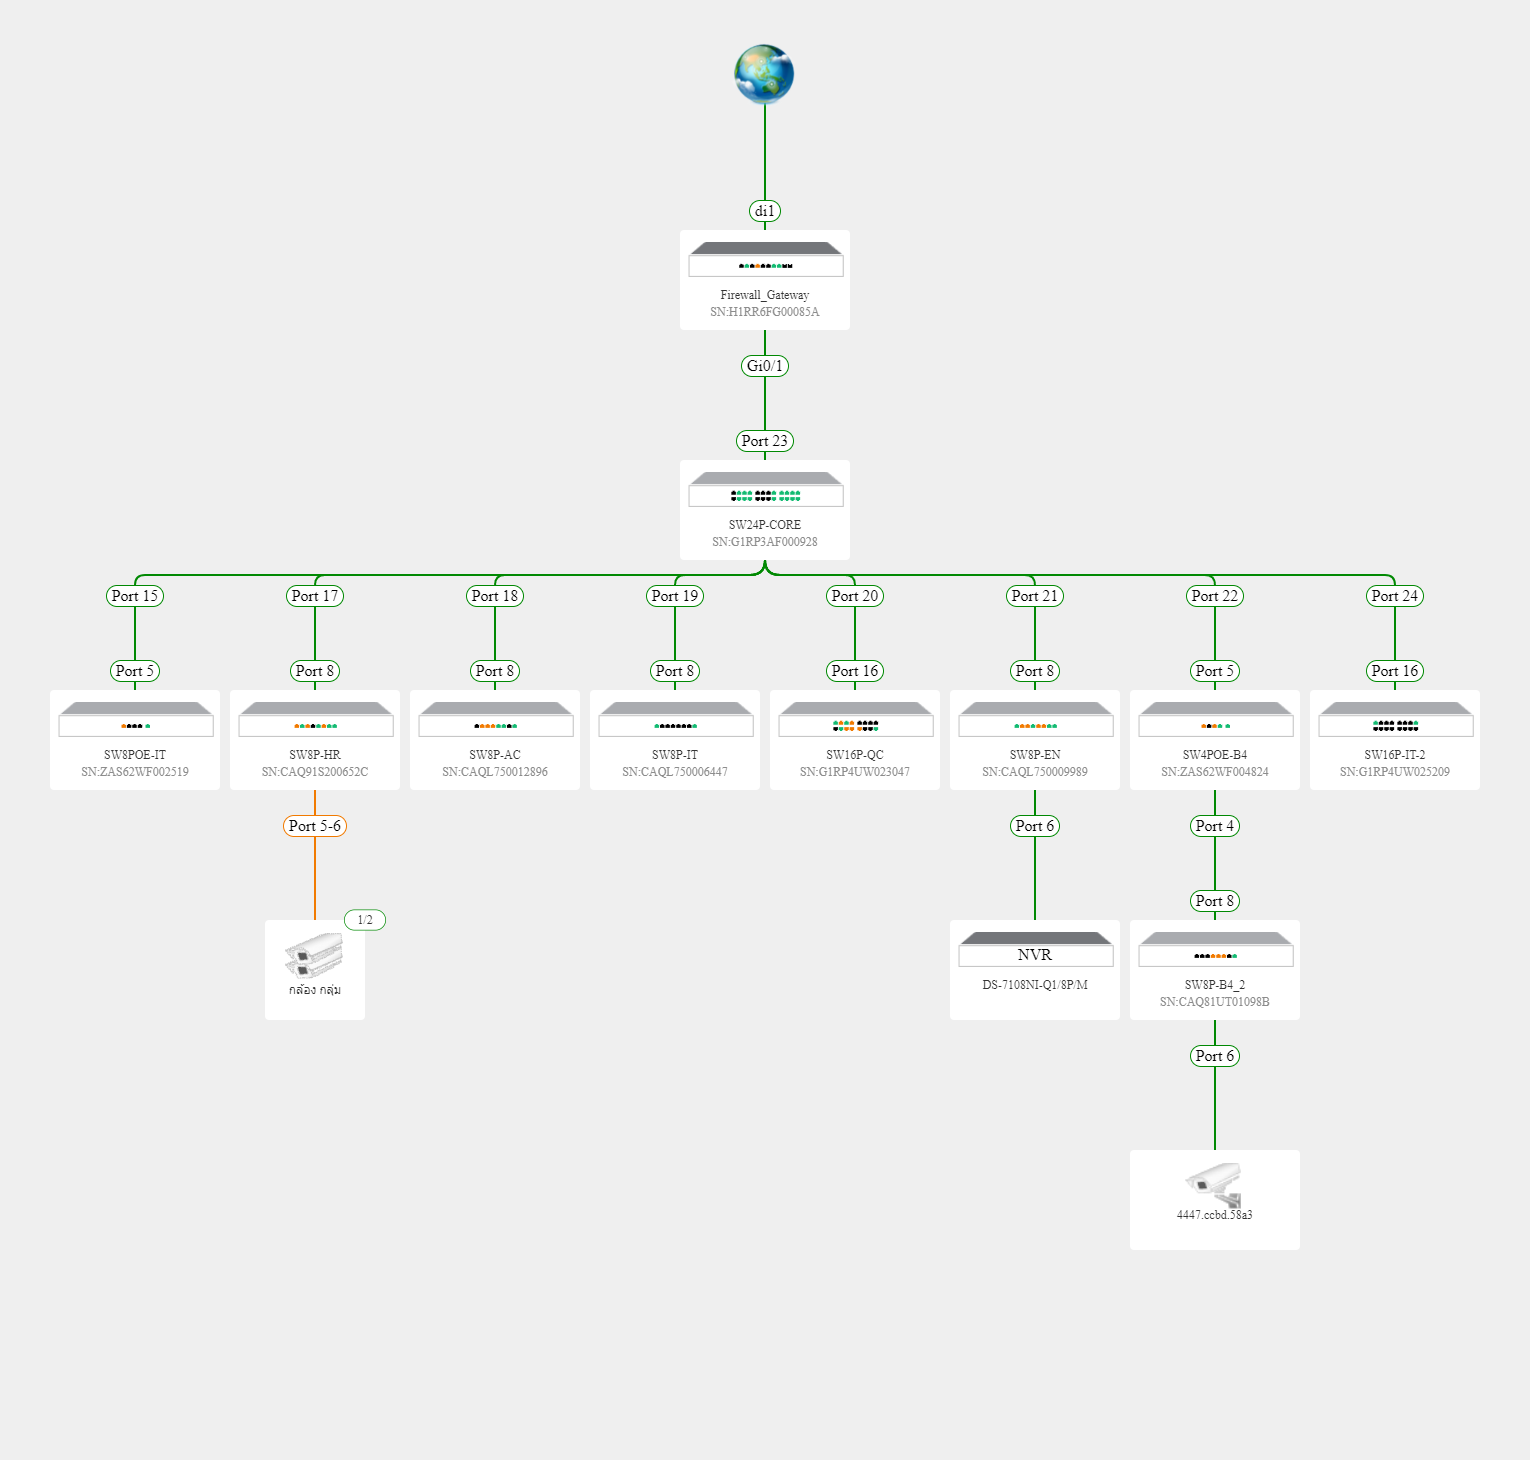 di1
Firewall_Gateway
SN:H1RR6FG00085A
Gi0/1
Port 23
SW24P-CORE
SN:G1RP3AF000928
Port 15
Port 17
Port 18
Port 19
Port 20
Port 21
Port 22
Port 24
Port 5
Port 8
Port 8
Port 8
Port 16
Port 8
Port 5
Port 16
SW8POE-IT
SN:ZAS62WF002519
SW8P-HR
SN:CAQ91S200652C
SW8P-AC
SN:CAQL750012896
SW8P-IT
SN:CAQL750006447
SW16P-QC
SN:G1RP4UW023047
SW8P-EN
SN:CAQL750009989
SW4POE-B4
SN:ZAS62WF004824
SW16P-IT-2
SN:G1RP4UW025209
Port 5-6
Port 6
Port 4
Port 8
1/2
กล้อง กลุ่ม
NVR
DS-7108NI-Q1/8P/M
SW8P-B4_2
SN:CAQ81UT01098B
Port 6
4447.ccbd.58a3